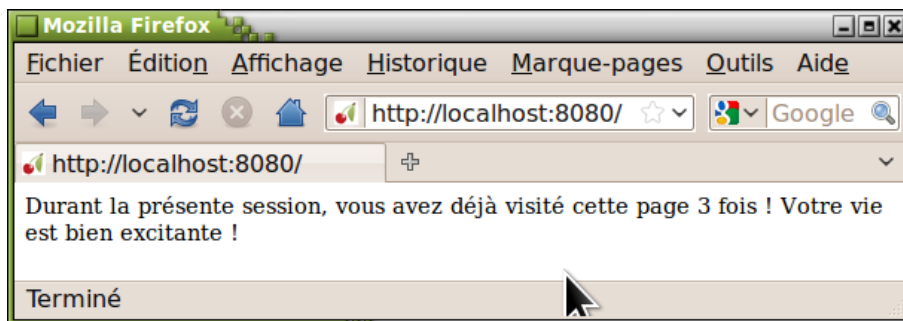 Mozilla Firefox
Fichier Édition Affichage Historique Marque-pages Outils Aide
http://localhost:8080/ Google
http://localhost:8080/
Durant la présente session, vous avez déjà visité cette page 3 fois ! Votre vie
est bien excitante !
Terminé